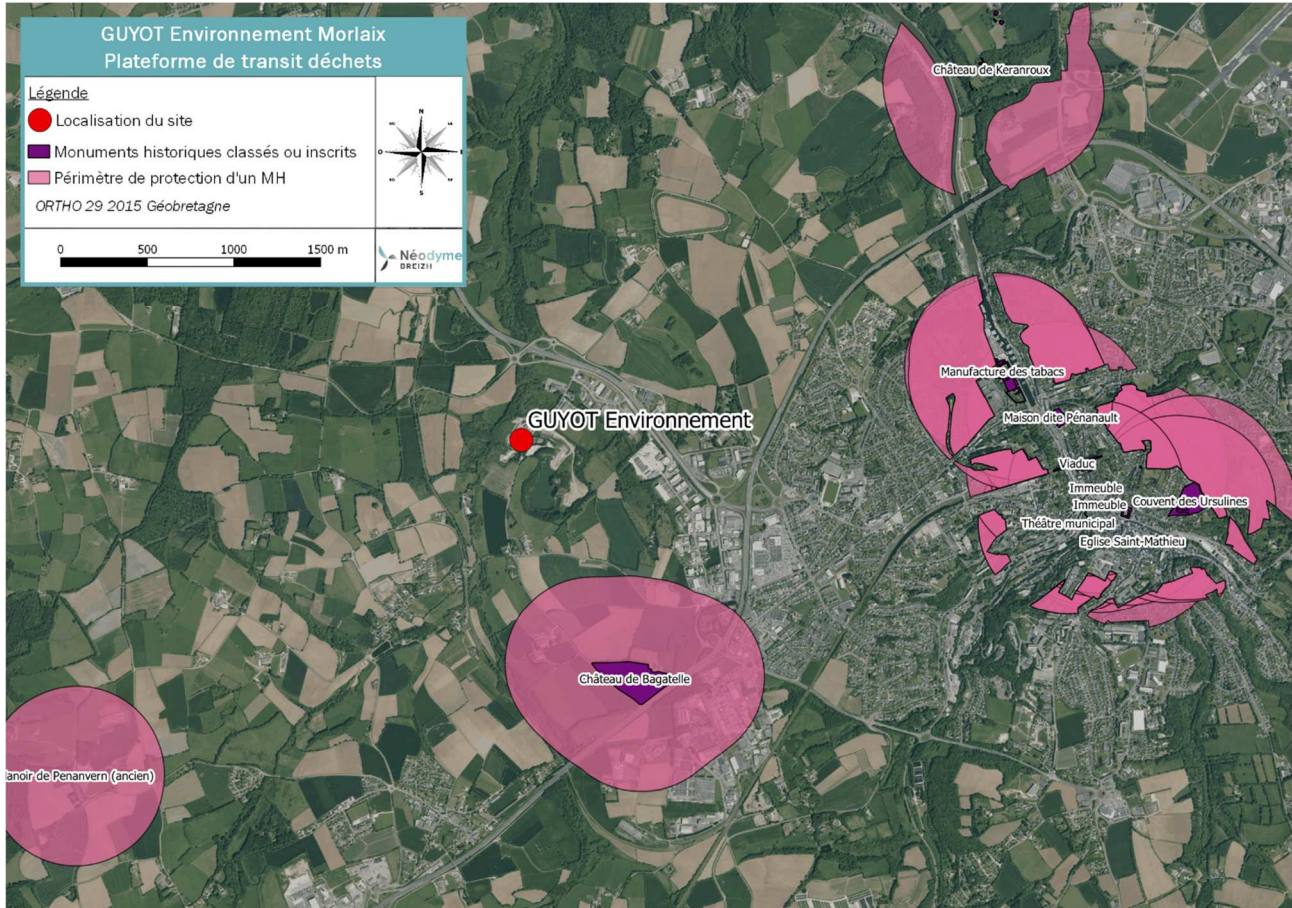 GUYOT Environnement Morlaix
Plateforme de transit déchets
Légende
Localisation du site
Monuments historiques classés ou inscrits
Périmètre de protection d'un MH
ORTHO 29 2015 Géobretagne
N
O
E
S
0 500 1000 1500 m
Néodyme
BREIZH
Château de Keranroux
Manufacture des tabacs
Maison dite Pénanault
GUYOT Environnement
Viaduc
Immeuble
Immeuble
Couvent des Ursulines
Théâtre municipal
Eglise Saint-Mathieu
Château de Bagatelle
anoir de Penanvern (ancien)